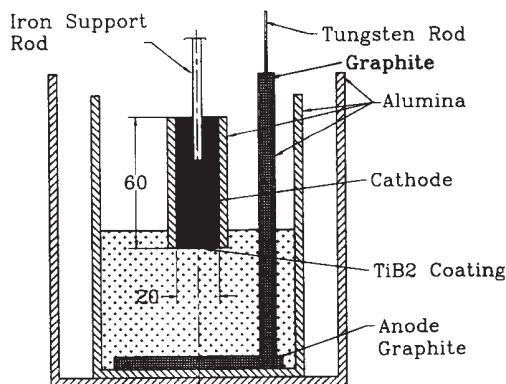 Iron Support
Rod
Tungsten Rod
Graphite
Alumina
60
Cathode
TiB2 Coating
20
Anode
Graphite